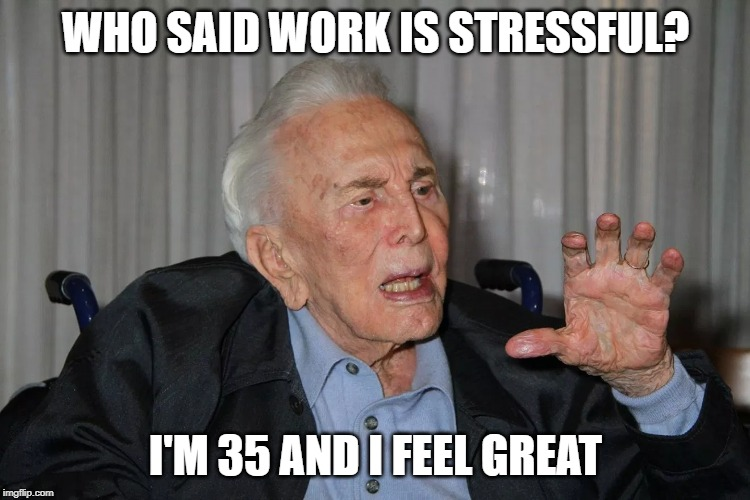 WHO SAID WORK IS STRESSFUL?
I'M 35 AND I FEEL GREAT
imgflip.com